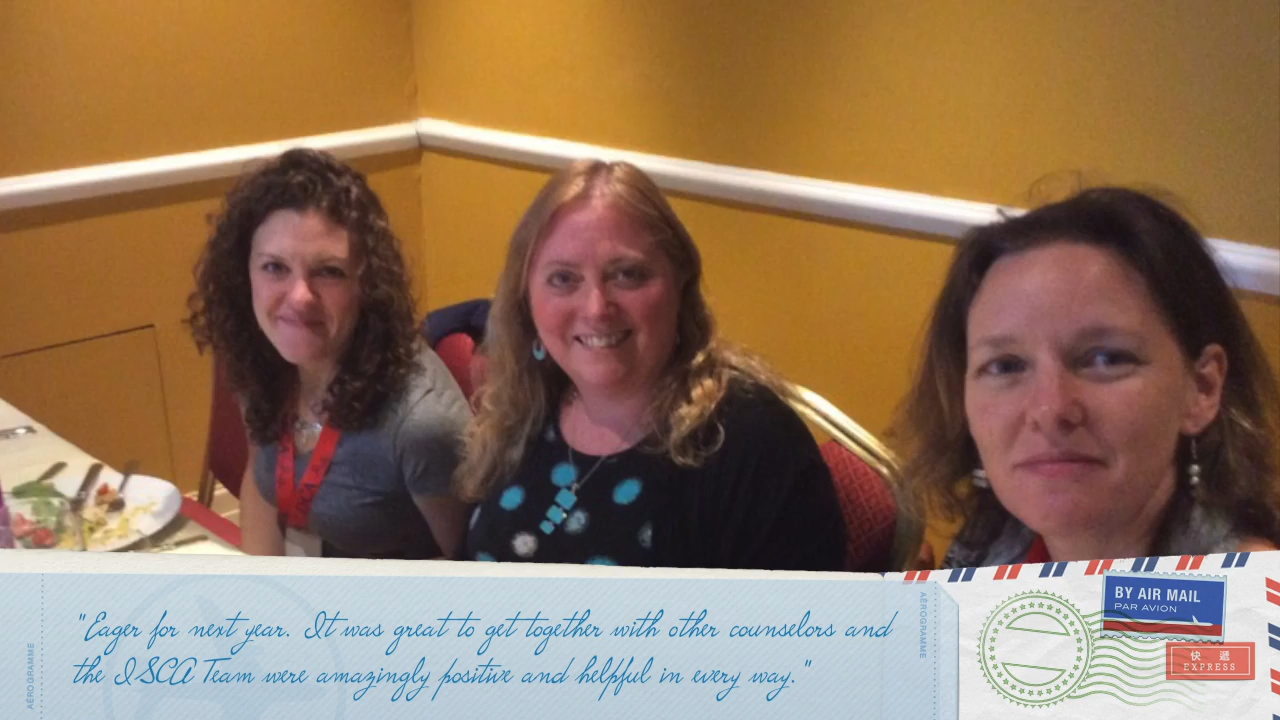 "Eager for next year. It was great to get together with other counselors and
the ISCA Team were amazingly positive and helpful in every way."
AÉROGRAMME
AÉROGRAMME
BY AIR MAIL
PAR AVION
快 遞
EXPRESS